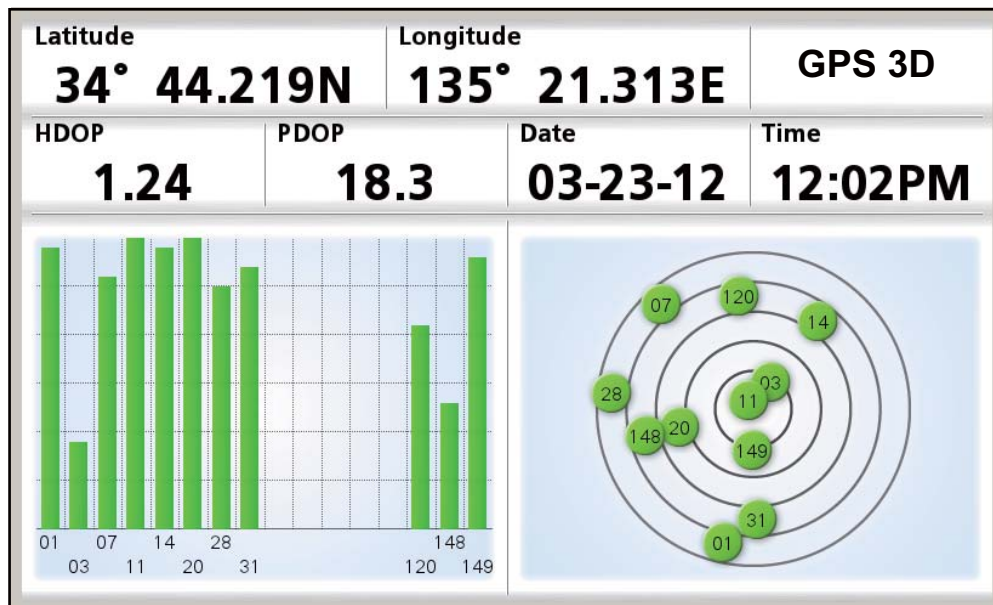 Latitude Longitude
34° 44.219N 135° 21.313E GPS 3D
HDOP PDOP Date Time
1.24 18.3 03-23-12 12:02PM
01 07 14 28 148
03 11 20 31 120 149
07 120 14
28 03
11
148 20
149
31
01